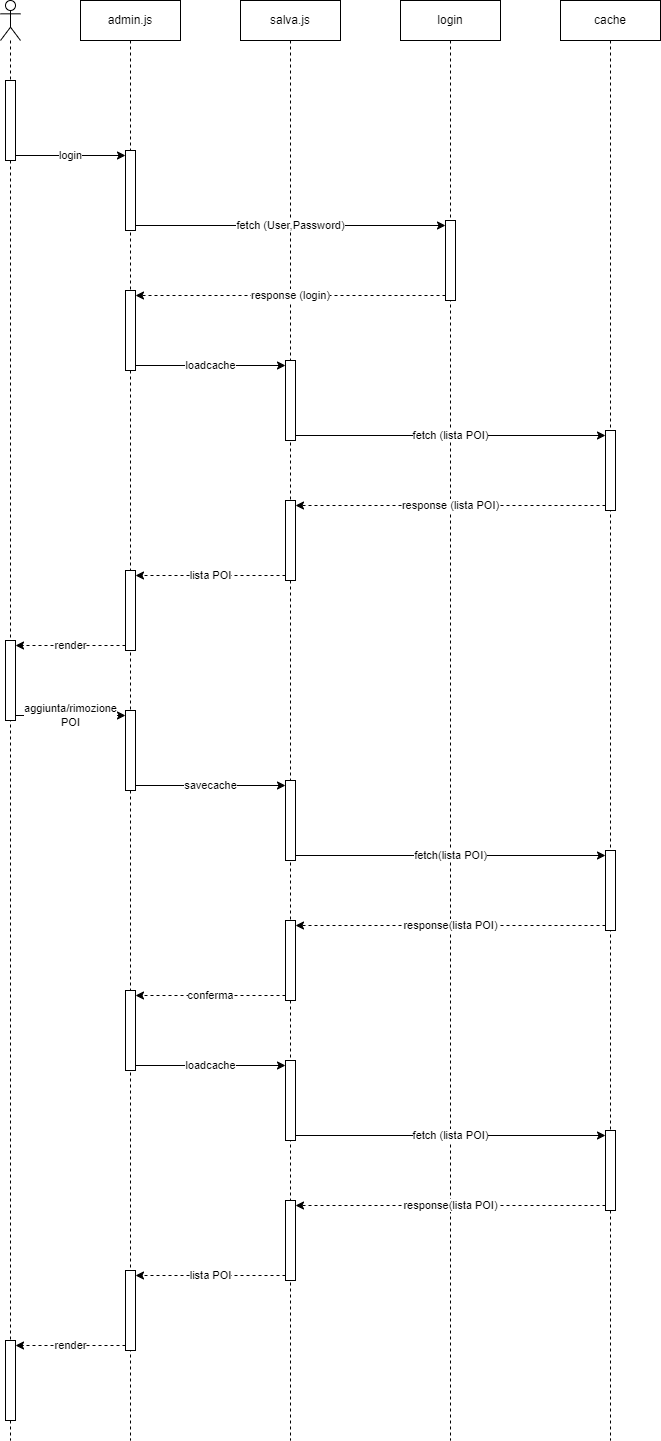 admin.js
salva.js
login
cache
login
fetch (User,Password)
response (login)
loadcache
fetch (lista POI)
response (lista POI)
lista POI
render
aggiunta/rimozione
POI
savecache
fetch(lista POI)
response(lista POI)
conferma
loadcache
fetch (lista POI)
response(lista POI)
lista POI
render